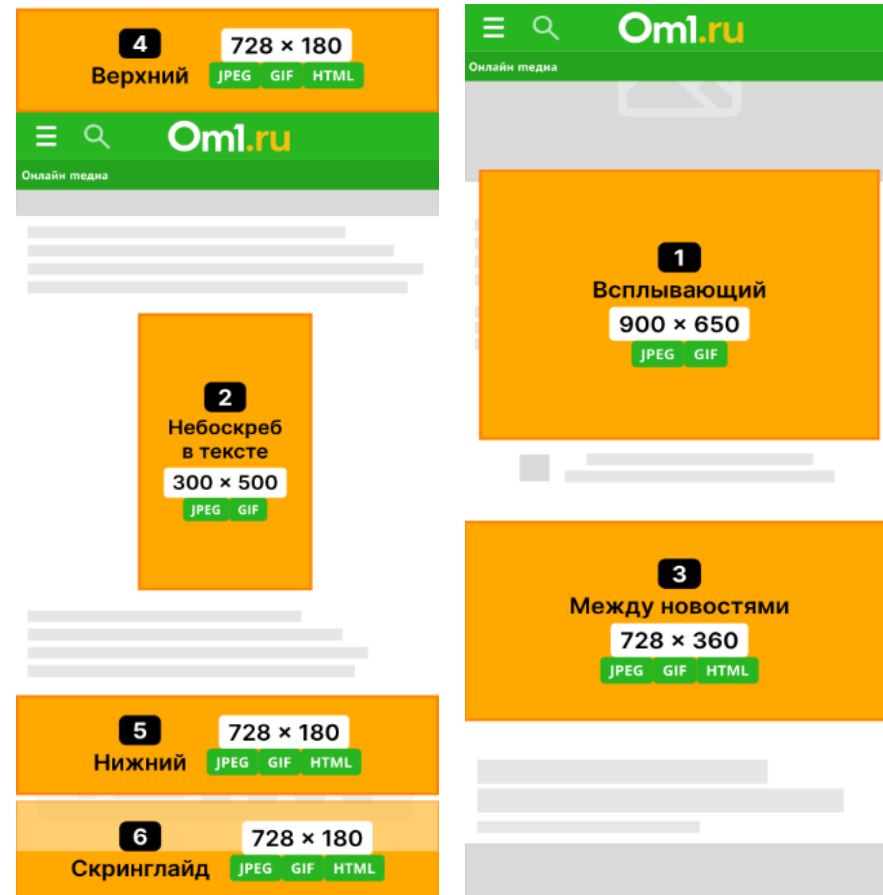 4
728 × 180
Верхний
JPEG GIF HTML
Om1.ru
Онлайн медиа
2
Небоскреб
в тексте
300 × 500
JPEG GIF
5
728 × 180
Нижний
JPEG GIF HTML
6
728 × 180
Скринглайд
JPEG GIF HTML
Om1.ru
Онлайн медиа
1
Всплывающий
900 × 650
JPEG GIF
3
Между новостями
728 × 360
JPEG GIF HTML